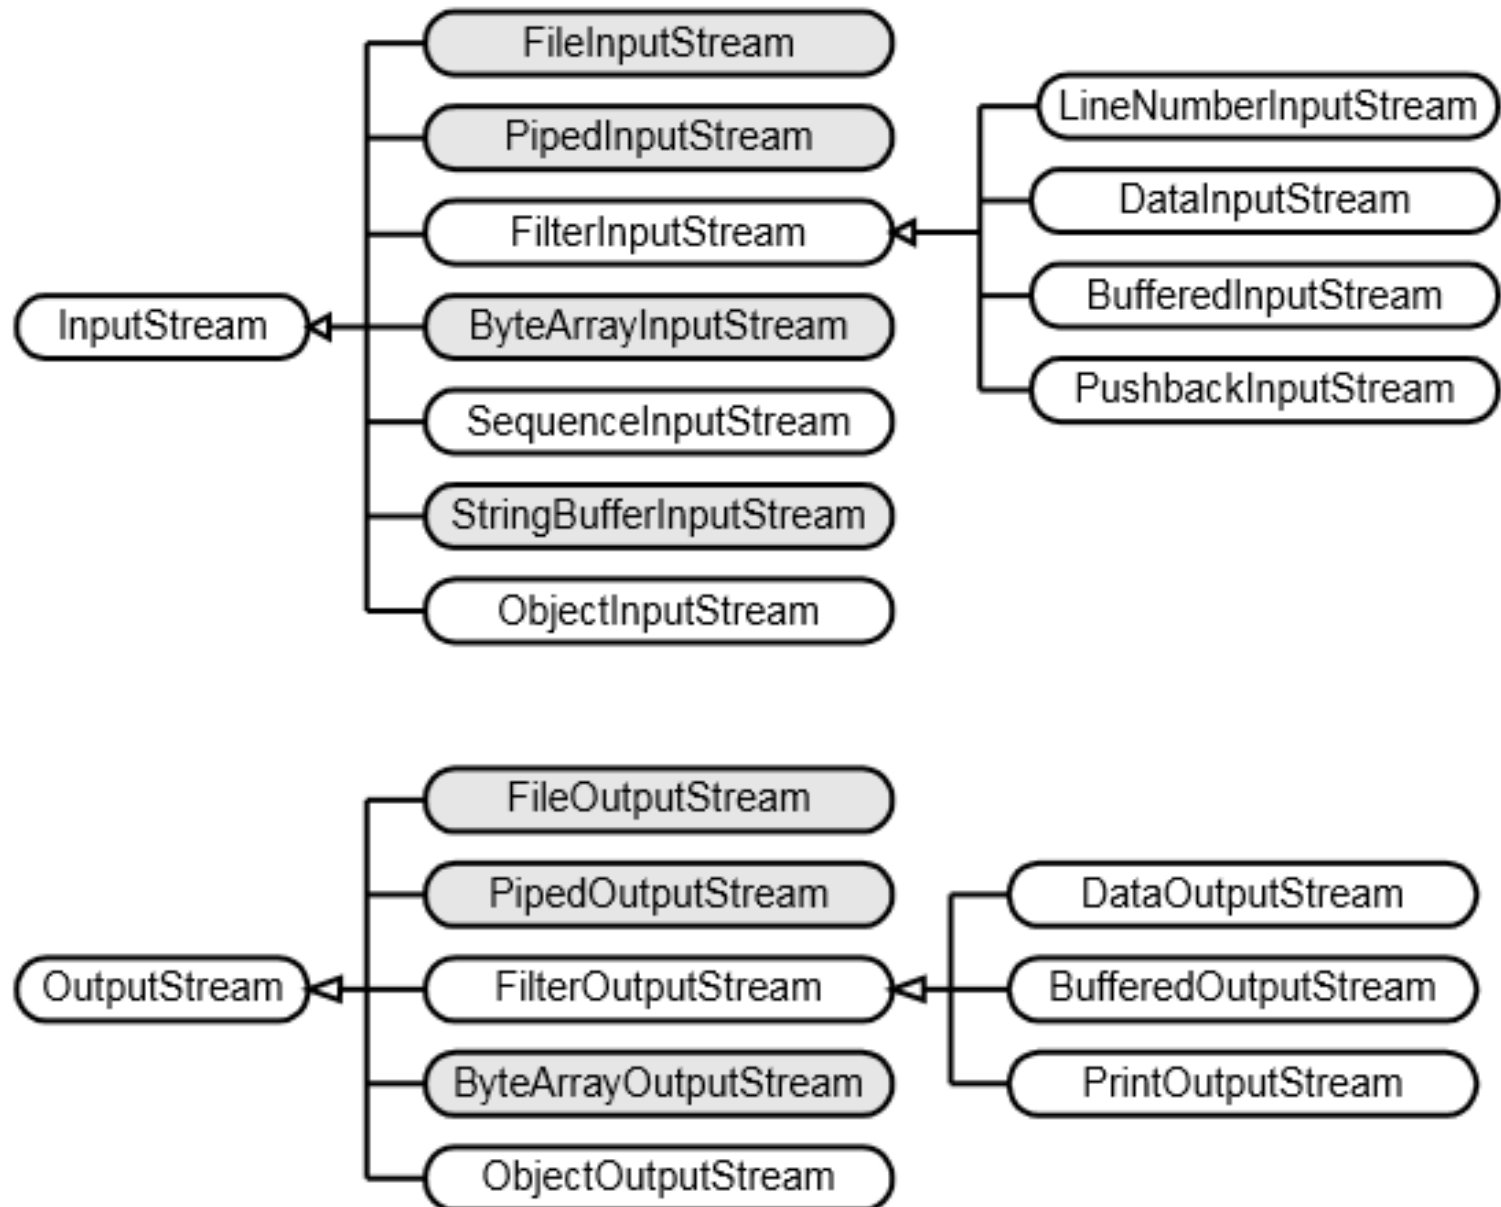 FileInputStream
PipedInputStream
FilterInputStream
InputStream
ByteArrayInputStream
SequenceInputStream
StringBufferInputStream
ObjectInputStream
LineNumberInputStream
DataInputStream
BufferedInputStream
PushbackInputStream
FileOutputStream
PipedOutputStream
FilterOutputStream
OutputStream
ByteArrayOutputStream
ObjectOutputStream
DataOutputStream
BufferedOutputStream
PrintOutputStream